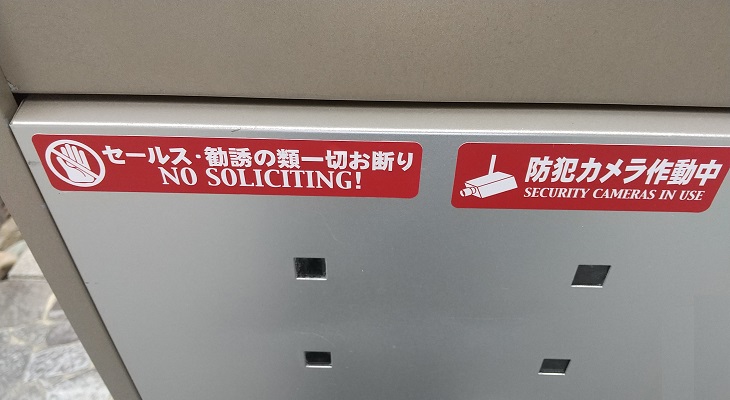 セールス・勧誘の類一切お断り
NO SOLICITING!
防犯カメラ作動中
SECURITY CAMERAS IN USE